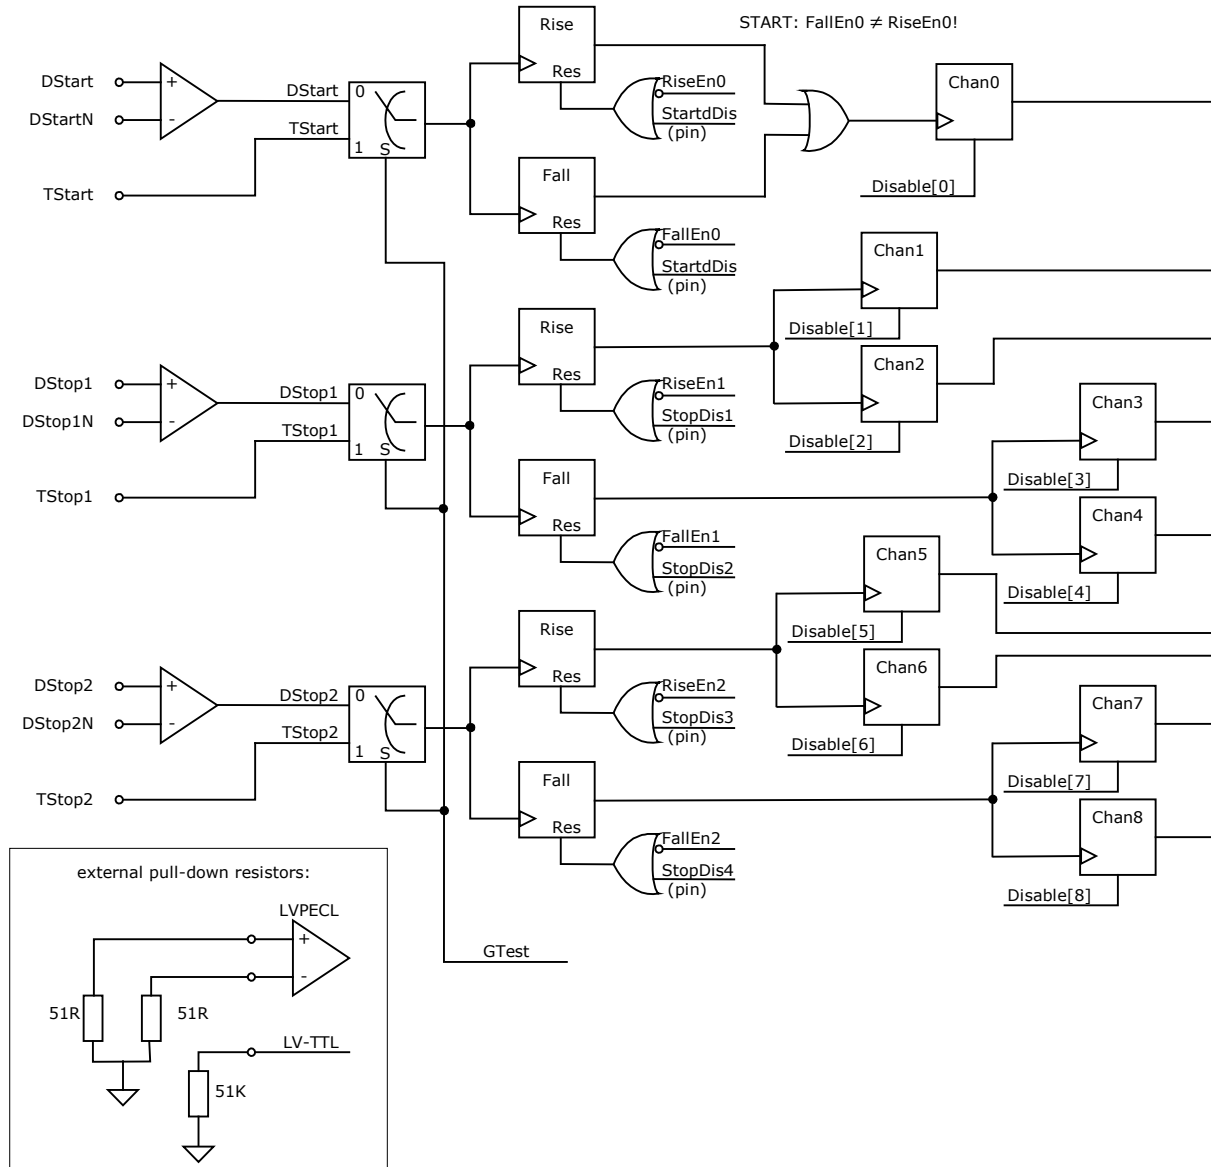 START: FallEn0 ≠ RiseEn0!
Rise
Res
RiseEn0
StartdDis
(pin)
Chan0
Disable[0]
DStart
DStartN
+
-
DStart
TStart
0
1
S
TStart
Fall
Res
FallEn0
StartdDis
(pin)
Chan1
Disable[1]
Rise
Res
RiseEn1
StopDis1
(pin)
Chan2
Disable[2]
DStop1
DStop1N
+
-
DStop1
TStop1
0
1
S
TStop1
Chan3
Disable[3]
Fall
Res
FallEn1
StopDis2
(pin)
Chan4
Disable[4]
Chan5
Disable[5]
Rise
Res
RiseEn2
StopDis3
(pin)
Chan6
Disable[6]
DStop2
DStop2N
+
-
DStop2
TStop2
0
1
S
TStop2
Chan7
Disable[7]
Fall
Res
FallEn2
StopDis4
(pin)
Chan8
Disable[8]
GTest
external pull-down resistors:
LVPECL
+
-
51R
51R
LV-TTL
51K